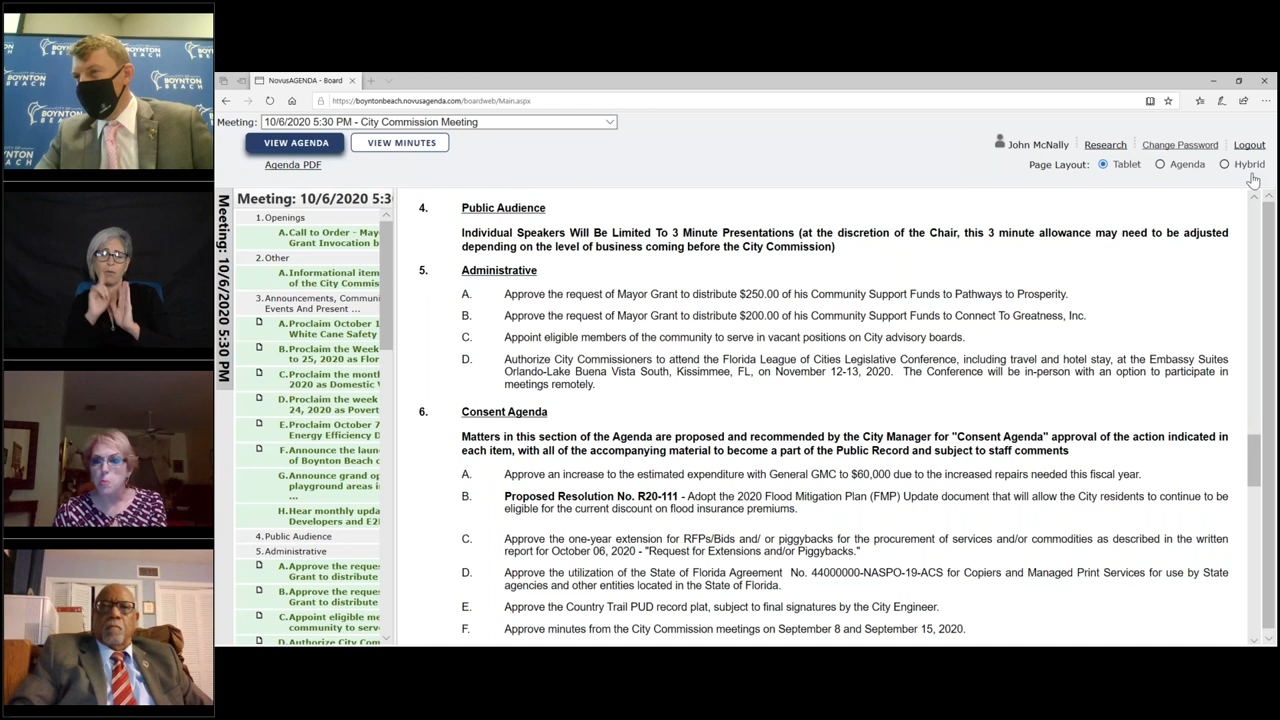 BOYNTON
BEACH
BOYNTON
BEACH
BOYNTON
BEACH
BOYNTON
NovusAGENDA - Board
https://boyntonbeach.novusagenda.com/boardweb/Main.aspx
Meeting: 10/6/2020 5:30 PM - City Commission Meeting
VIEW AGENDA VIEW MINUTES
Agenda PDF
John McNally Research Change Password Logout
Page Layout: Tablet Agenda Hybrid
Meeting: 10/6/2020 5:30 PM
Meeting: 10/6/2020 5:3
1.Openings
A.Call to Order - May
Grant Invocation b
2.Other
A.Informational item
of the City Commis
3.Announcements, Commun
Events And Present ...
A.Proclaim October 1
White Cane Safety
B.Proclaim the Week
to 25, 2020 as Flor
C.Proclaim the month
2020 as Domestic V
D.Proclaim the week
24, 2020 as Povert
E.Proclaim October 7
Energy Efficiency D
F.Announce the laun
of Boynton Beach c
G.Announce grand op
playground areas i
...
H.Hear monthly upda
Developers and E2
4.Public Audience
5.Administrative
A.Approve the reque
Grant to distribute
B.Approve the reque
Grant to distribute
C.Appoint eligible me
community to serve
D.Authorize City Com
4. Public Audience
Individual Speakers Will Be Limited To 3 Minute Presentations (at the discretion of the Chair, this 3 minute allowance may need to be adjusted
depending on the level of business coming before the City Commission)
5. Administrative
A. Approve the request of Mayor Grant to distribute $250.00 of his Community Support Funds to Pathways to Prosperity.
B. Approve the request of Mayor Grant to distribute $200.00 of his Community Support Funds to Connect To Greatness, Inc.
C. Appoint eligible members of the community to serve in vacant positions on City advisory boards.
D. Authorize City Commissioners to attend the Florida League of Cities Legislative Conference, including travel and hotel stay, at the Embassy Suites
Orlando-Lake Buena Vista South, Kissimmee, FL, on November 12-13, 2020. The Conference will be in-person with an option to participate in
meetings remotely.
6. Consent Agenda
Matters in this section of the Agenda are proposed and recommended by the City Manager for "Consent Agenda" approval of the action indicated in
each item, with all of the accompanying material to become a part of the Public Record and subject to staff comments
A. Approve an increase to the estimated expenditure with General GMC to $60,000 due to the increased repairs needed this fiscal year.
B. Proposed Resolution No. R20-111 - Adopt the 2020 Flood Mitigation Plan (FMP) Update document that will allow the City residents to continue to be
eligible for the current discount on flood insurance premiums.
C. Approve the one-year extension for RFPs/Bids and/ or piggybacks for the procurement of services and/or commodities as described in the written
report for October 06, 2020 - "Request for Extensions and/or Piggybacks."
D. Approve the utilization of the State of Florida Agreement No. 44000000-NASPO-19-ACS for Copiers and Managed Print Services for use by State
agencies and other entities located in the State of Florida.
E. Approve the Country Trail PUD record plat, subject to final signatures by the City Engineer.
F. Approve minutes from the City Commission meetings on September 8 and September 15, 2020.